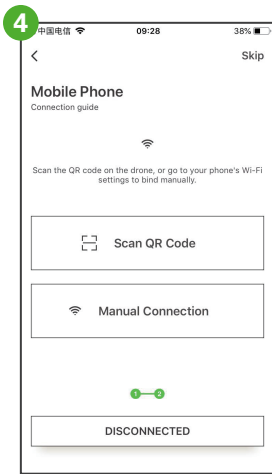 4
中国电信 09:28 38%
Skip
Mobile Phone
Connection guide
Scan the QR code on the drone, or go to your phone's Wi-Fi
settings to bind manually.
Scan QR Code
Manual Connection
1 2
DISCONNECTED